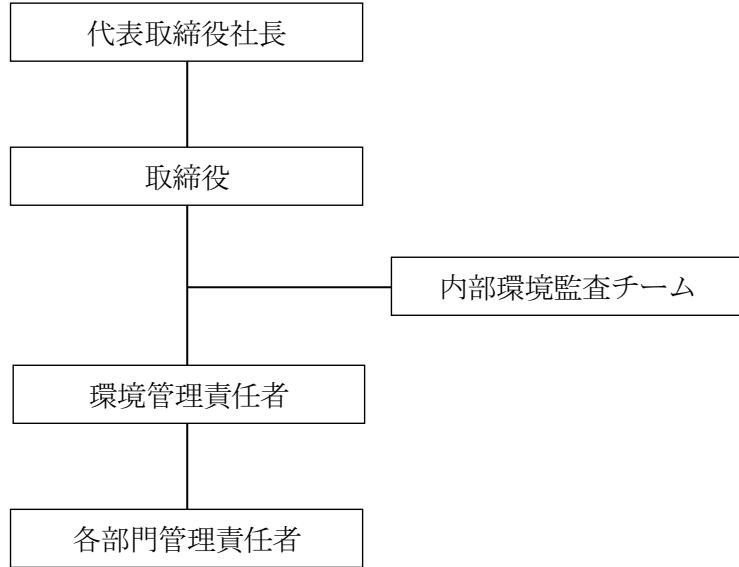 代表取締役社長
取締役
内部環境監査チーム
環境管理責任者
各部門管理責任者